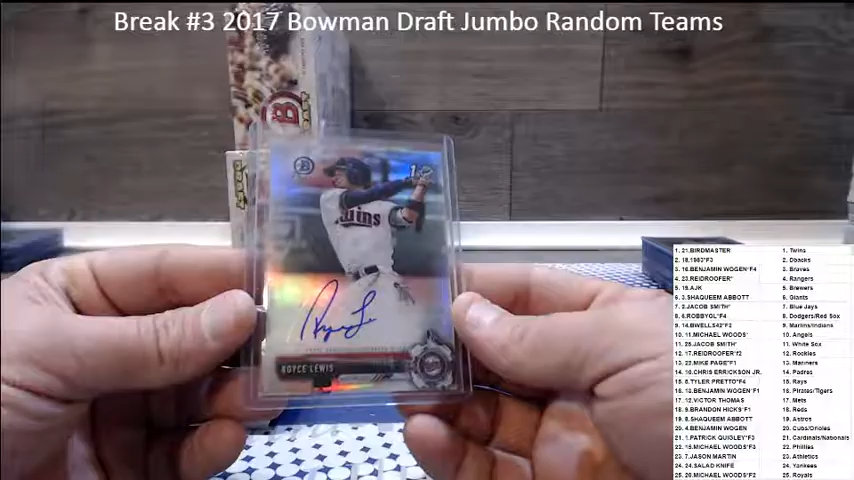 Break #3 2017 Bowman Draft Jumbo Random Teams
1st
Twins
Royce L
ROYCE LEWIS
1. 21.BIRDMASTER 1. Twins
2. 18.1983*F3 2. Dbacks
3. 16.BENJAMIN WOGEN*F4 3. Braves
4. 23.REIDROOFER* 4. Rangers
5. 19.AJK 5. Brewers
6. 3.SHAQUEEM ABBOTT 6. Giants
7. 2.JACOB SMITH* 7. Blue Jays
8. 6.ROBBYGL*F4 8. Dodgers/Red Sox
9. 14.BWELLS42*F2 9. Marlins/Indians
10. 11.MICHAEL WOODS* 10. Angels
11. 25.JACOB SMITH* 11. White Sox
12. 17.REIDROOFER*f2 12. Rockies
13. 22.MIKE PAGE*F1 13. Mariners
14. 10.CHRIS ERRICKSON JR. 14. Padres
15. 8.TYLER PRETTO*F4 15. Rays
16. 13.BENJAMIN WOGEN*F1 16. Pirates/Tigers
17. 12.VICTOR THOMAS 17. Mets
18. 9.BRANDON HICKS*F1 18. Reds
19. 5.SHAQUEEM ABBOTT 19. Astros
20. 4.BENJAMIN WOGEN 20. Cubs/Orioles
21. 1.PATRICK QUIGLEY*F3 21. Cardinals/Nationals
22. 15.MICHAEL WOODS*F3 22. Phillies
23. 7.JASON MARTIN 23. Athletics
24. 24.SALAD KNIFE 24. Yankees
25. 20.MICHAEL WOODS*F2 25. Royals